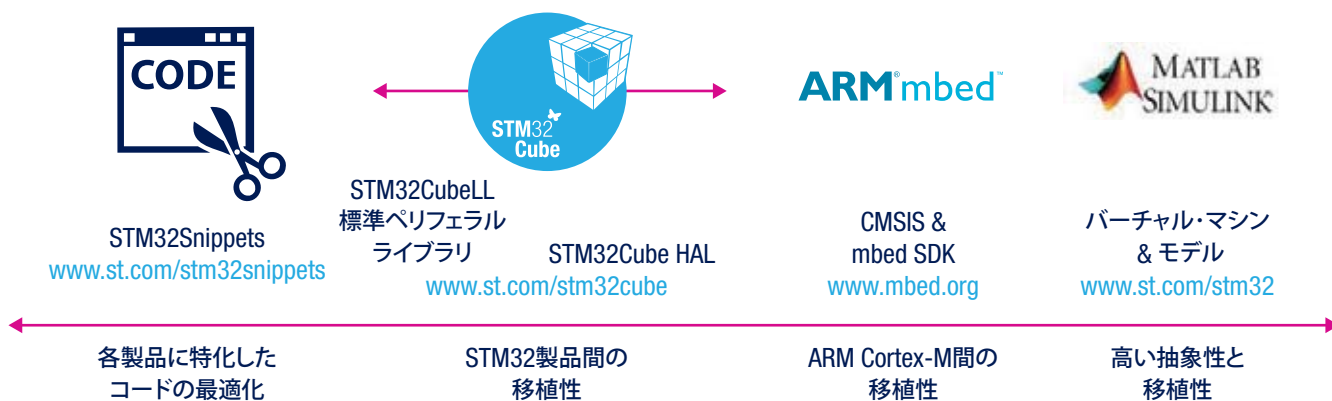 CODE
STM32
Cube
ARM®mbed™
MATLAB
SIMULINK®
STM32Snippets
www.st.com/stm32snippets
STM32CubeLL
標準ペリフェラル
ライブラリ
STM32Cube HAL
www.st.com/stm32cube
CMSIS &
mbed SDK
www.mbed.org
バーチャル・マシン
& モデル
www.st.com/stm32
各製品に特化した
コードの最適化
STM32製品間の
移植性
ARM Cortex-M間の
移植性
高い抽象性と
移植性